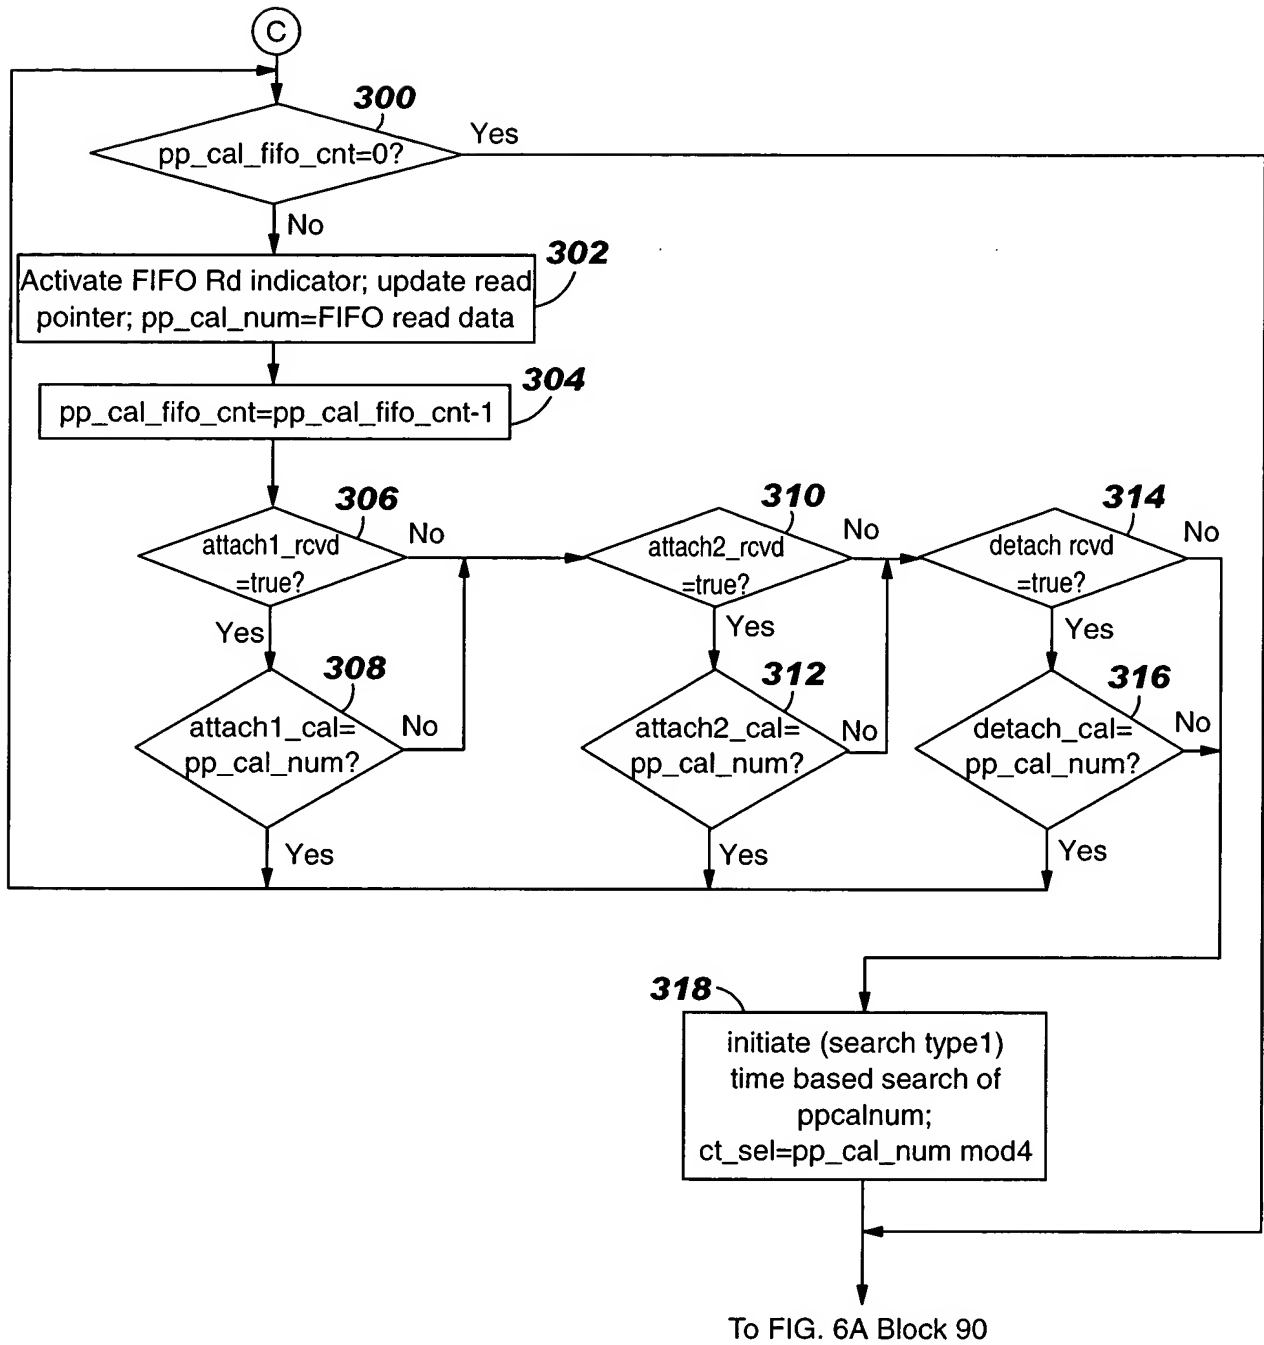 C
300
pp_cal_fifo_cnt=0?
Yes
No
302
Activate FIFO Rd indicator; update read
pointer; pp_cal_num=FIFO read data
304
pp_cal_fifo_cnt=pp_cal_fifo_cnt-1
306
attach1_rcvd
=true?
No
Yes
308
attach1_cal=
pp_cal_num?
No
Yes
310
attach2_rcvd
=true?
No
Yes
312
attach2_cal=
pp_cal_num?
No
Yes
314
detach rcvd
=true?
No
Yes
316
detach_cal=
pp_cal_num?
No
Yes
318
initiate (search type1)
time based search of
ppcalnum;
ct_sel=pp_cal_num mod4
To FIG. 6A Block 90